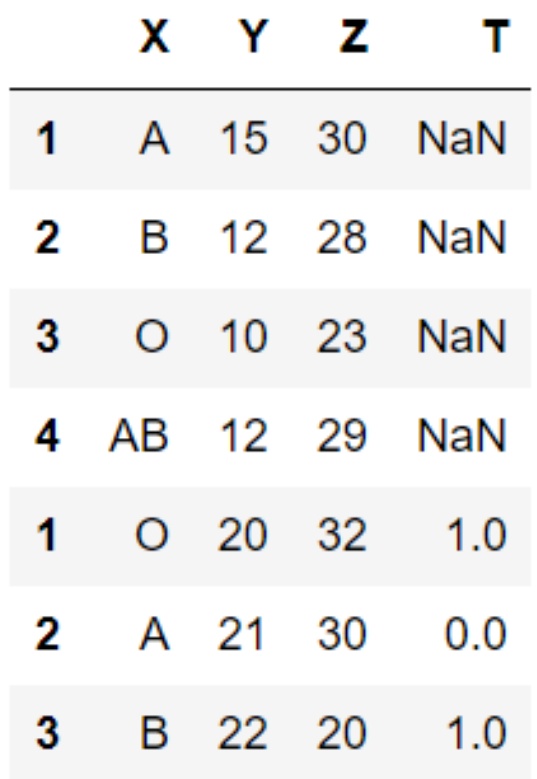 X Y Z T
1 A 15 30 NaN
2 B 12 28 NaN
3 O 10 23 NaN
4 AB 12 29 NaN
1 O 20 32 1.0
2 A 21 30 0.0
3 B 22 20 1.0